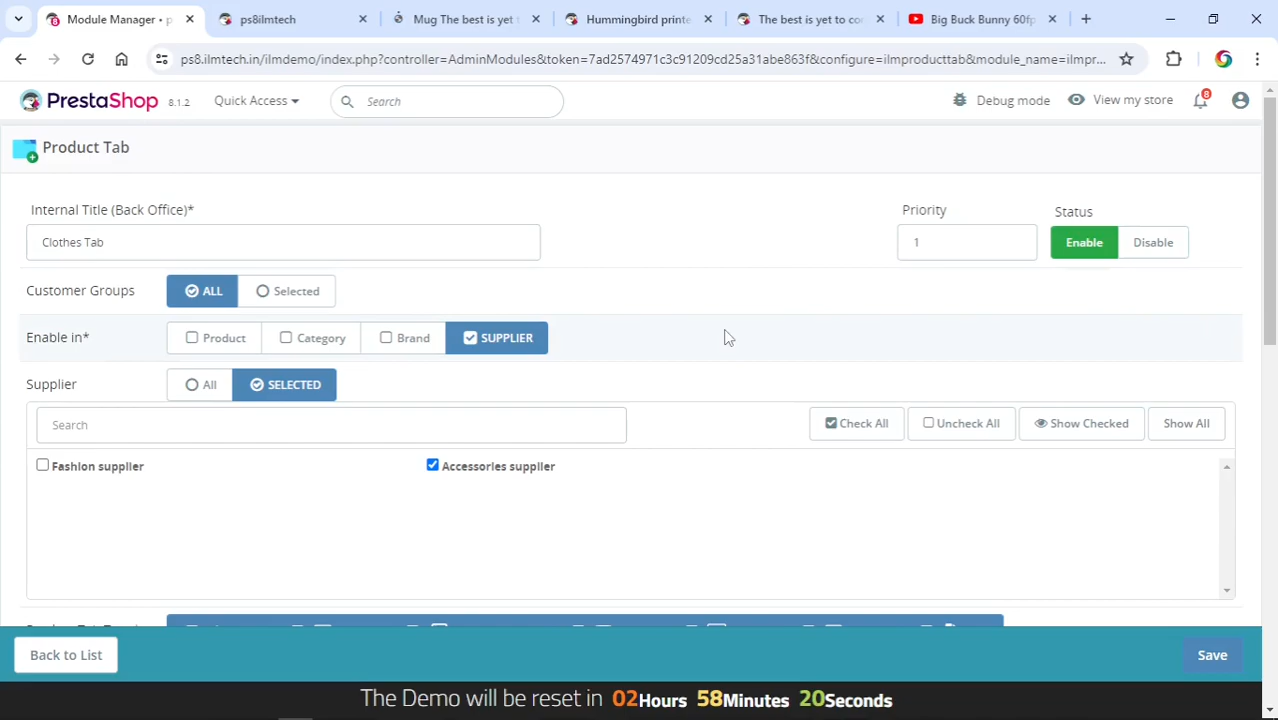 Module Manager • p
ps8ilmtech
Mug The best is yet t
Hummingbird printe
The best is yet to co
Big Buck Bunny 60fp
ps8.ilmtech.in/ilmdemo/index.php?controller=AdminModules&token=7ad2574971c3c91209cd25a31abe863f&configure=ilmproducttab&module_name=ilmpr...
PrestaShop 8.1.2 Quick Access Search Debug mode View my store 8
Product Tab
Internal Title (Back Office)* Priority Status
Clothes Tab 1 Enable Disable
Customer Groups ALL Selected
Enable in* Product Category Brand SUPPLIER
Supplier All SELECTED
Search Check All Uncheck All Show Checked Show All
Fashion supplier Accessories supplier
Back to List Save
The Demo will be reset in 02Hours 58Minutes 20Seconds